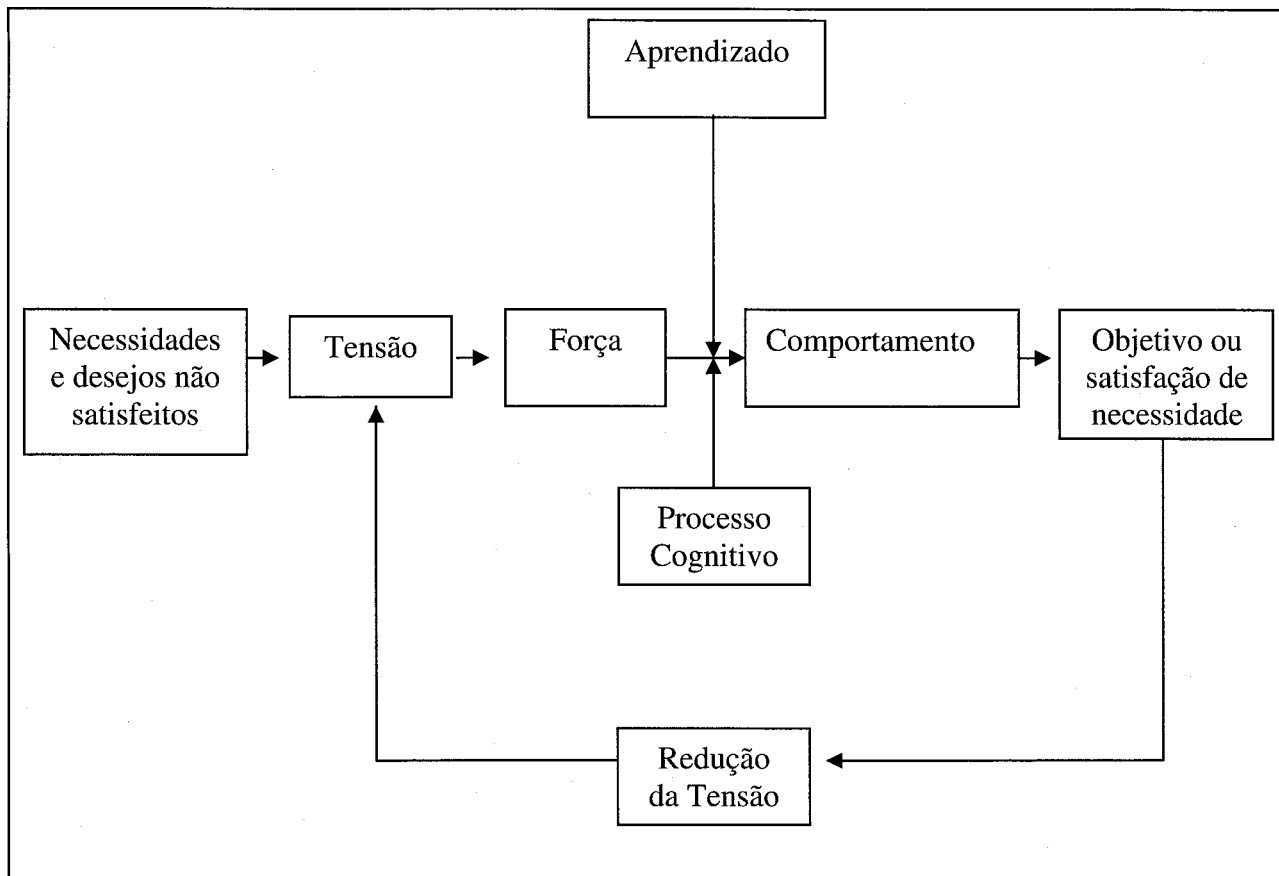 Aprendizado
Necessidades
e desejos não
satisfeitos
Tensão
Força
Comportamento
Objetivo ou
satisfação de
necessidade
Processo
Cognitivo
Redução
da Tensão